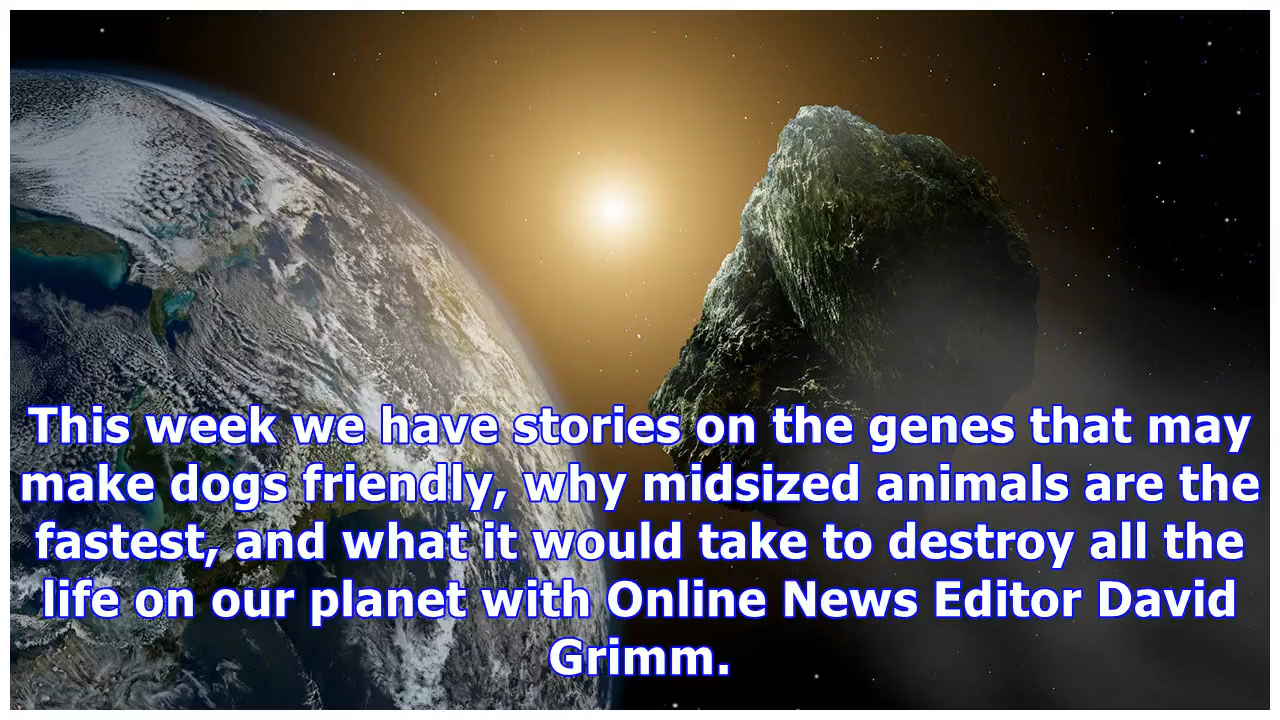 This week we have stories on the genes that may
make dogs friendly, why midsized animals are the
fastest, and what it would take to destroy all the
life on our planet with Online News Editor David
Grimm.